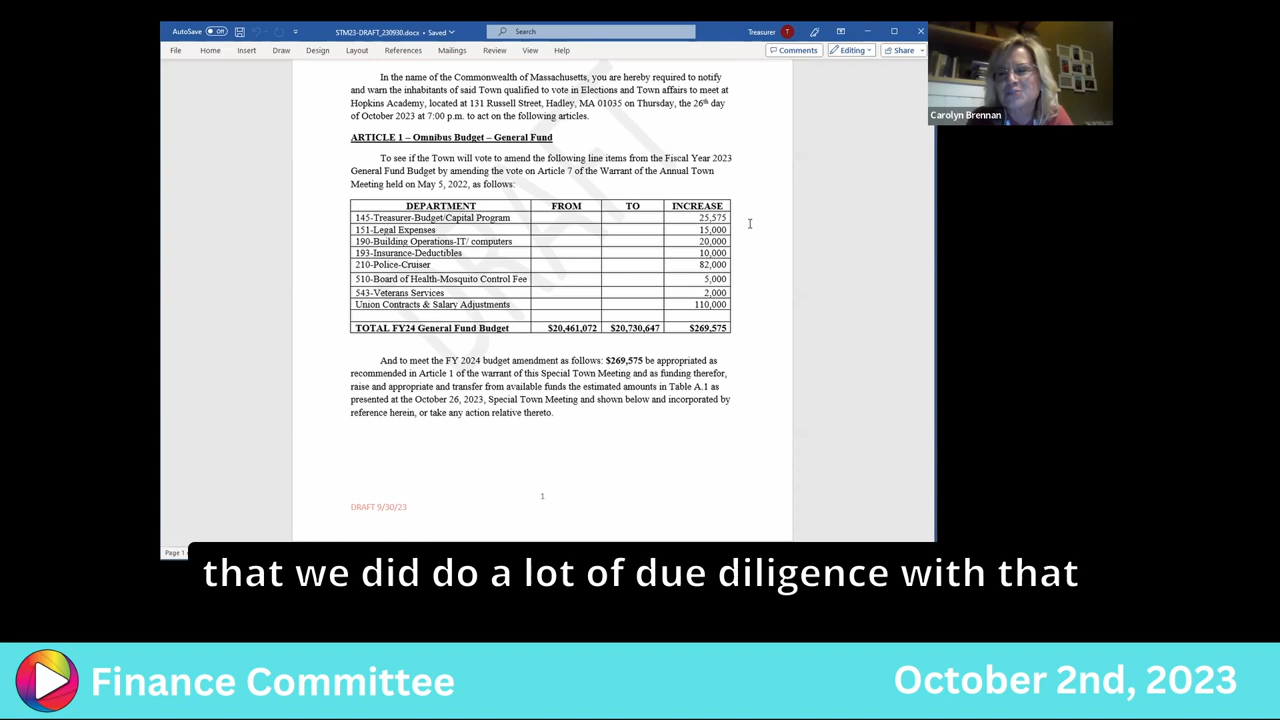 AutoSave
Off
STM23-DRAFT_230930.docx • Saved
Search
Treasurer
T
File Home Insert Draw Design Layout References Mailings Review View Help
Comments
Editing
Share
Carolyn Brennan
DRAFT
In the name of the Commonwealth of Massachusetts, you are hereby required to notify
and warn the inhabitants of said Town qualified to vote in Elections and Town affairs to meet at
Hopkins Academy, located at 131 Russell Street, Hadley, MA 01035 on Thursday, the 26th day
of October 2023 at 7:00 p.m. to act on the following articles.
ARTICLE 1 – Omnibus Budget – General Fund
To see if the Town will vote to amend the following line items from the Fiscal Year 2023
General Fund Budget by amending the vote on Article 7 of the Warrant of the Annual Town
Meeting held on May 5, 2022, as follows:
DEPARTMENT FROM TO INCREASE
145-Treasurer-Budget/Capital Program 25,575
151-Legal Expenses 15,000
190-Building Operations-IT/ computers 20,000
193-Insurance-Deductibles 10,000
210-Police-Cruiser 82,000
510-Board of Health-Mosquito Control Fee 5,000
543-Veterans Services 2,000
Union Contracts & Salary Adjustments 110,000
TOTAL FY24 General Fund Budget $20,461,072 $20,730,647 $269,575
And to meet the FY 2024 budget amendment as follows: $269,575 be appropriated as
recommended in Article 1 of the warrant of this Special Town Meeting and as funding therefor,
raise and appropriate and transfer from available funds the estimated amounts in Table A.1 as
presented at the October 26, 2023, Special Town Meeting and shown below and incorporated by
reference herein, or take any action relative thereto.
1
DRAFT 9/30/23
Page 1
that we did do a lot of due diligence with that
Finance Committee
October 2nd, 2023